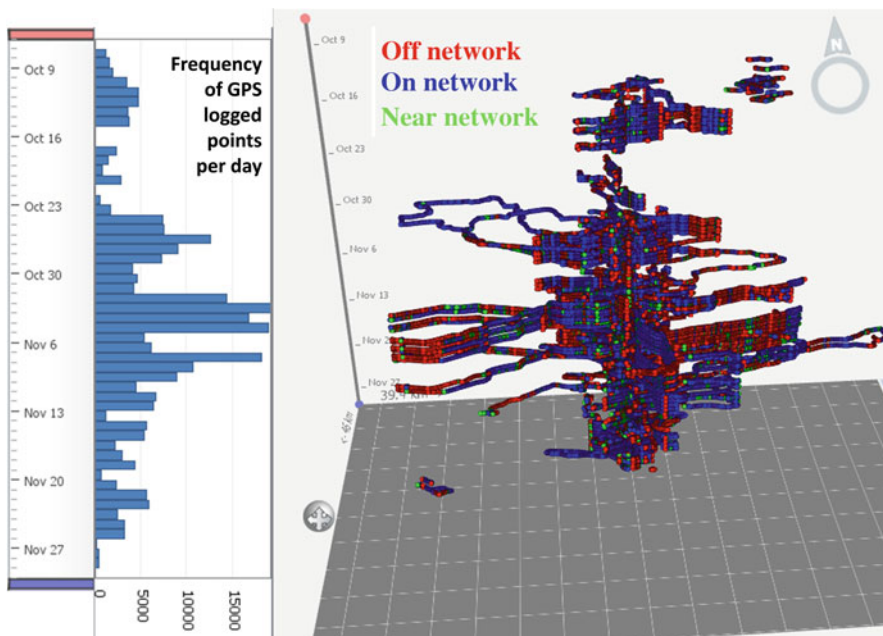 Frequency
of GPS
logged
points
per day
Oct 9
Oct 16
Oct 23
Oct 30
Nov 6
Nov 13
Nov 20
Nov 27
0
5000
10000
15000
Off network
On network
Near network
N
Oct 9
Oct 16
Oct 23
Oct 30
Nov 6
Nov 13
Nov 2
Nov 27
39.4 km